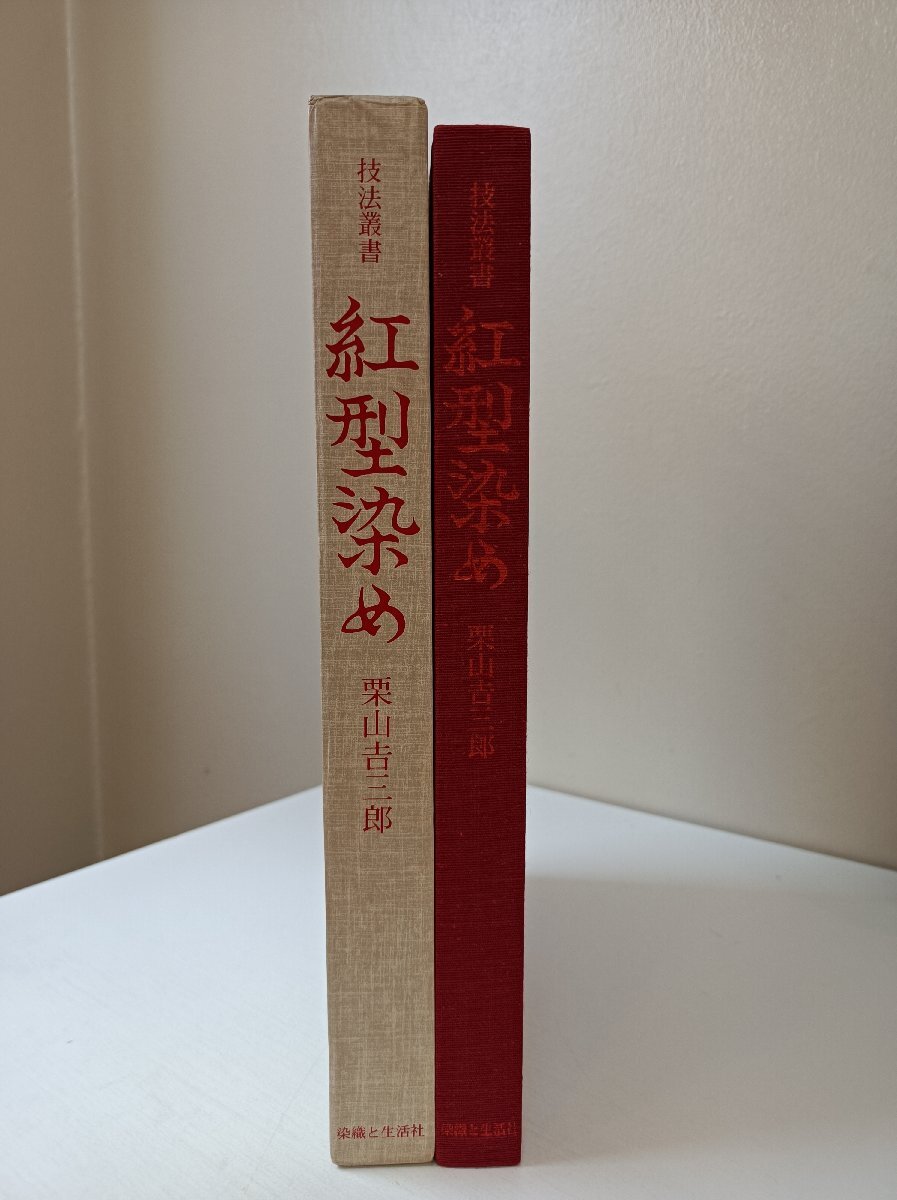 技法叢書
紅型染め
栗山吉三郎
染織と生活社
技法叢書
紅型染め
栗山吉三郎
染織と生活社